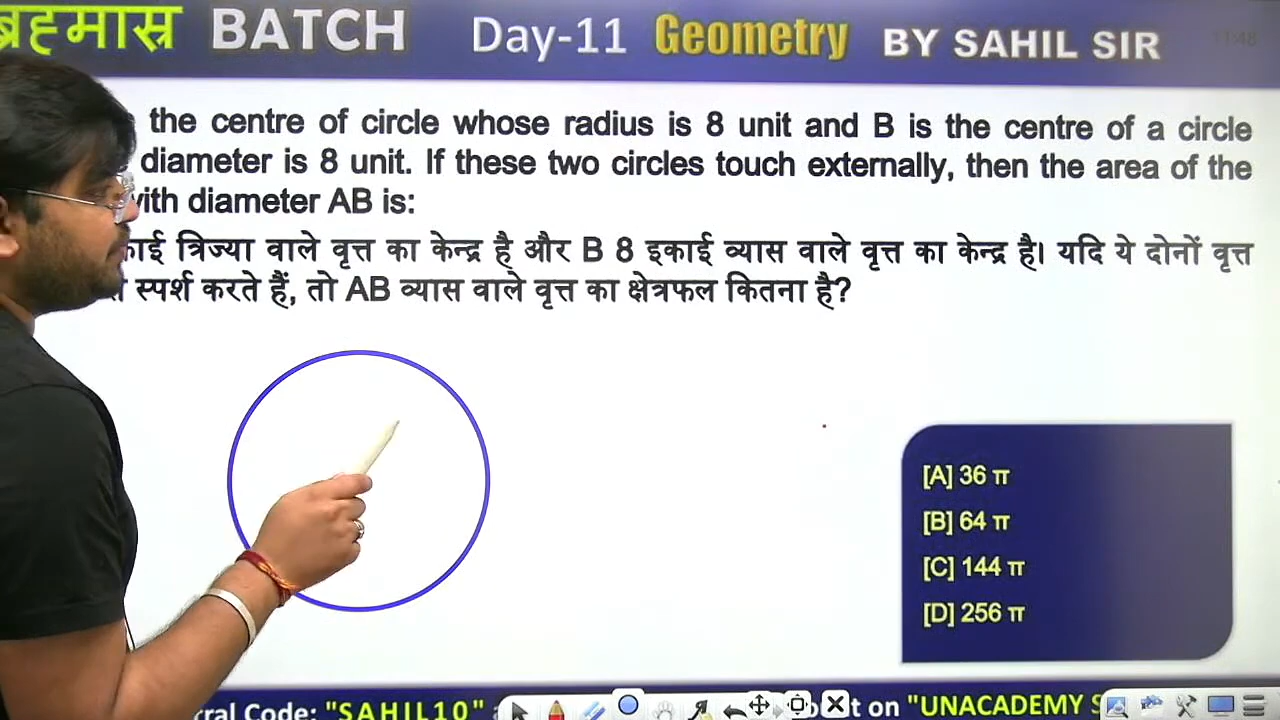 ब्रह्मास्र BATCH Day-11 Geometry BY SAHIL SIR 11:48
the centre of circle whose radius is 8 unit and B is the centre of a circle
diameter is 8 unit. If these two circles touch externally, then the area of the
with diameter AB is:
त्रिज्या वाले वृत्त का केन्द्र है और B 8 इकाई व्यास वाले वृत्त का केन्द्र है। यदि ये दोनों वृत्त
स्पर्श करते हैं, तो AB व्यास वाले वृत्त का क्षेत्रफल कितना है?
[A] 36 π
[B] 64 π
[C] 144 π
[D] 256 π
Code: "SAHIL10" on "UNACADEMY S